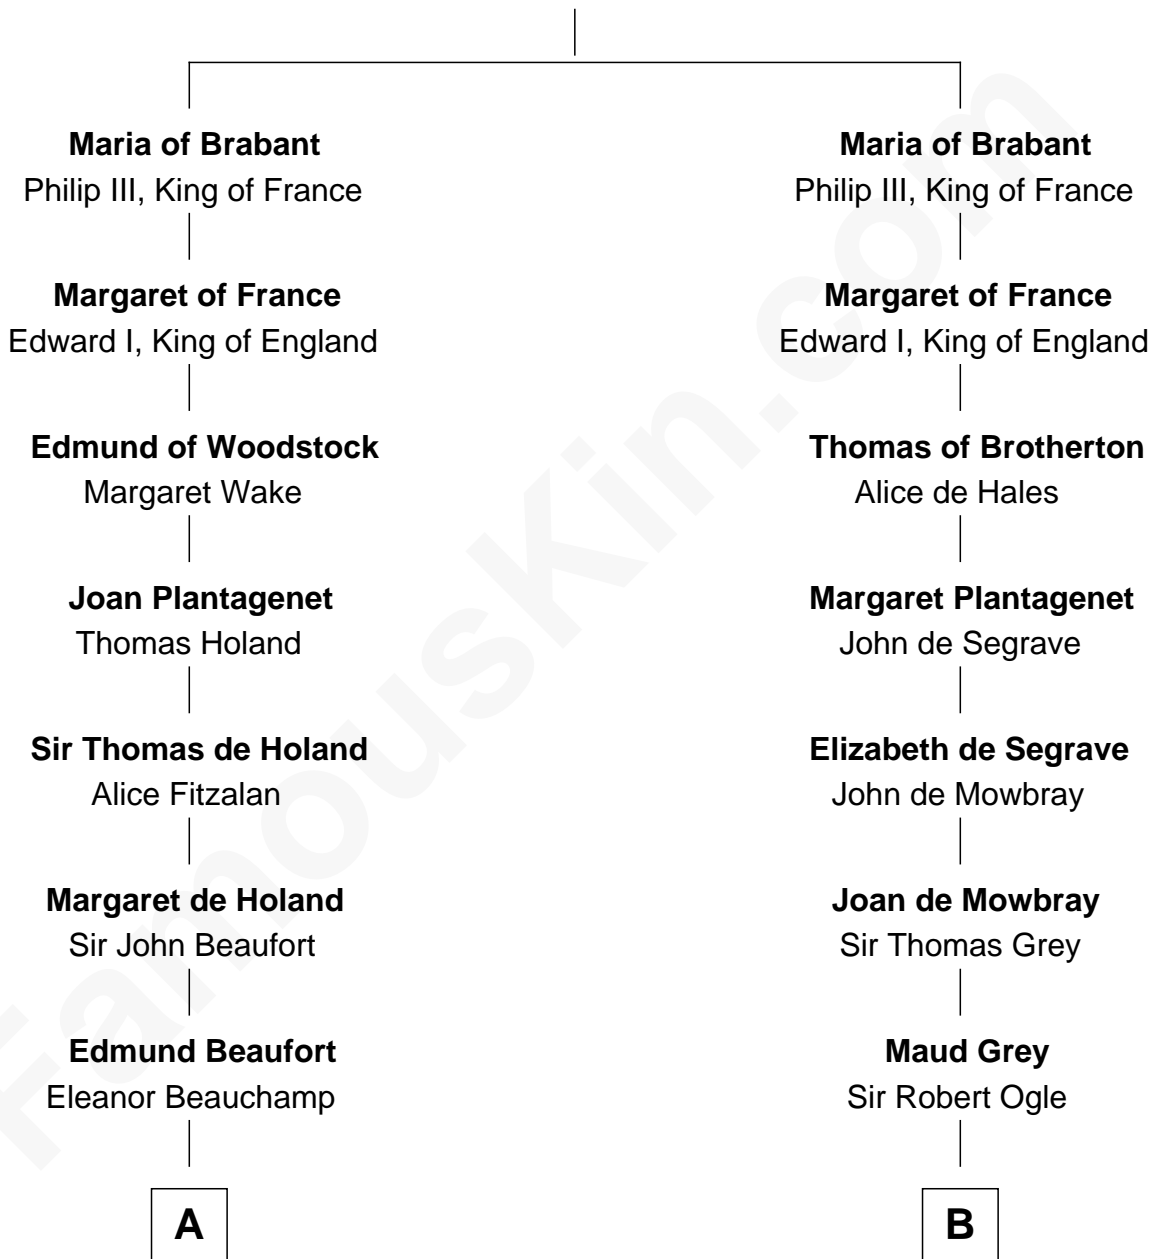 Maria of Brabant
Philip III, King of France
Margaret of France
Edward I, King of England
Edmund of Woodstock
Margaret Wake
Joan Plantagenet
Thomas Holand
Sir Thomas de Holand
Alice Fitzalan
Margaret de Holand
Sir John Beaufort
Edmund Beaufort
Eleanor Beauchamp
A
Maria of Brabant
Philip III, King of France
Margaret of France
Edward I, King of England
Thomas of Brotherton
Alice de Hales
Margaret Plantagenet
John de Segrave
Elizabeth de Segrave
John de Mowbray
Joan de Mowbray
Sir Thomas Grey
Maud Grey
Sir Robert Ogle
B
FamousKin.com